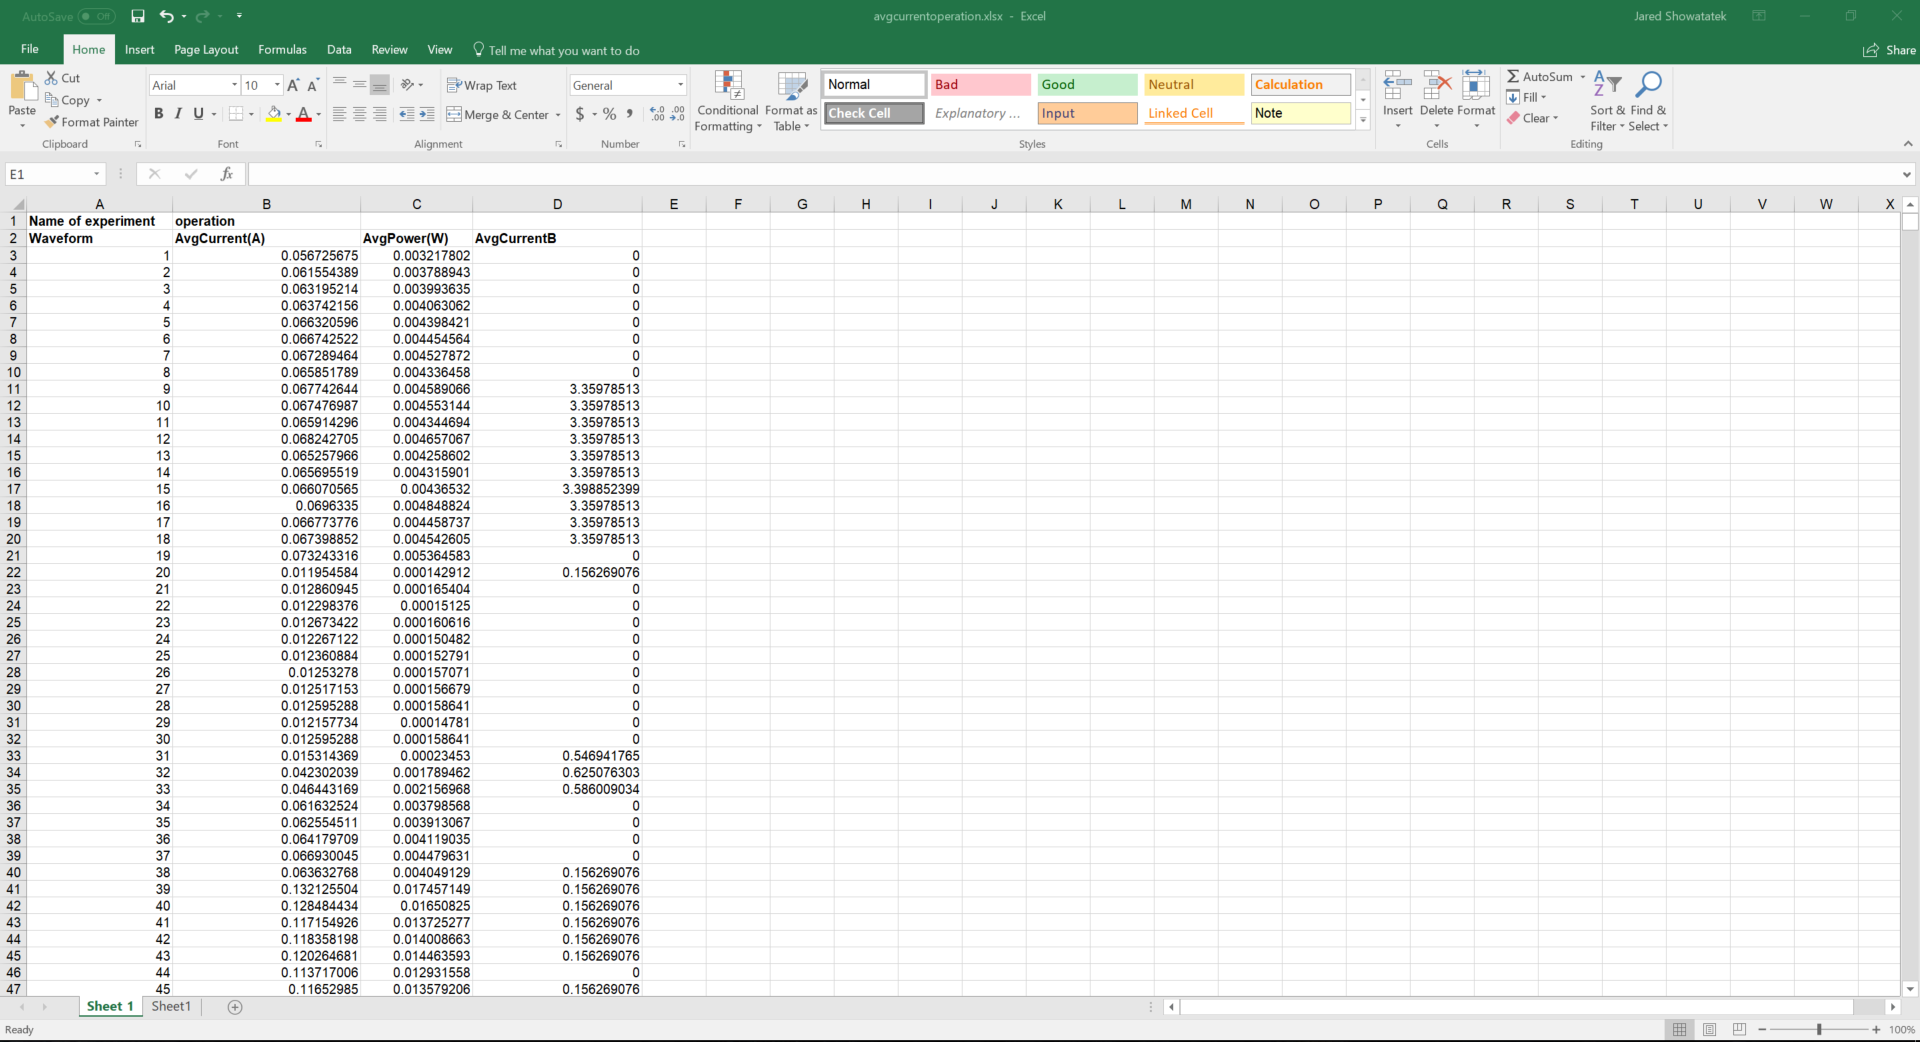 AutoSave Off
avgcurrentoperation.xlsx - Excel
Jared Showatatek
File Home Insert Page Layout Formulas Data Review View Tell me what you want to do Share
Cut
Copy
Format Painter
Paste
Clipboard
Arial 10
B I U
Font
Wrap Text
Merge & Center
Alignment
General
$ % ,
Number
Conditional Formatting
Format as Table
Normal Bad Good Neutral Calculation
Check Cell Explanatory ... Input Linked Cell Note
Styles
Insert Delete Format
Cells
AutoSum
Fill
Clear
Sort & Filter
Find & Select
Editing
E1 fx
A B C D E F G H I J K L M N O P Q R S T U V W X
1 Name of experiment operation
2 Waveform AvgCurrent(A) AvgPower(W) AvgCurrentB
3 1 0.056725675 0.003217802 0
4 2 0.061554389 0.003788943 0
5 3 0.063195214 0.003993635 0
6 4 0.063742156 0.004063062 0
7 5 0.066320596 0.004398421 0
8 6 0.066742522 0.004454564 0
9 7 0.067289464 0.004527872 0
10 8 0.065851789 0.004336458 0
11 9 0.067742644 0.004589066 3.35978513
12 10 0.067476987 0.004553144 3.35978513
13 11 0.065914296 0.004344694 3.35978513
14 12 0.068242705 0.004657067 3.35978513
15 13 0.065257966 0.004258602 3.35978513
16 14 0.065695519 0.004315901 3.35978513
17 15 0.066070565 0.00436532 3.398852399
18 16 0.0696335 0.004848824 3.35978513
19 17 0.066773776 0.004458737 3.35978513
20 18 0.067398852 0.004542605 3.35978513
21 19 0.073243316 0.005364583 0
22 20 0.011954584 0.000142912 0.156269076
23 21 0.012860945 0.000165404 0
24 22 0.012298376 0.00015125 0
25 23 0.012673422 0.000160616 0
26 24 0.012267122 0.000150482 0
27 25 0.012360884 0.000152791 0
28 26 0.01253278 0.000157071 0
29 27 0.012517153 0.000156679 0
30 28 0.012595288 0.000158641 0
31 29 0.012157734 0.00014781 0
32 30 0.012595288 0.000158641 0
33 31 0.015314369 0.00023453 0.546941765
34 32 0.042302039 0.001789462 0.625076303
35 33 0.046443169 0.002156968 0.586009034
36 34 0.061632524 0.003798568 0
37 35 0.062554511 0.003913067 0
38 36 0.064179709 0.004119035 0
39 37 0.066930045 0.004479631 0
40 38 0.063632768 0.004049129 0.156269076
41 39 0.132125504 0.017457149 0.156269076
42 40 0.128484434 0.01650825 0.156269076
43 41 0.117154926 0.013725277 0.156269076
44 42 0.118358198 0.014008663 0.156269076
45 43 0.120264681 0.014463593 0.156269076
46 44 0.113717006 0.012931558 0
47 45 0.11652985 0.013579206 0.156269076
Sheet 1 Sheet1
Ready
100%